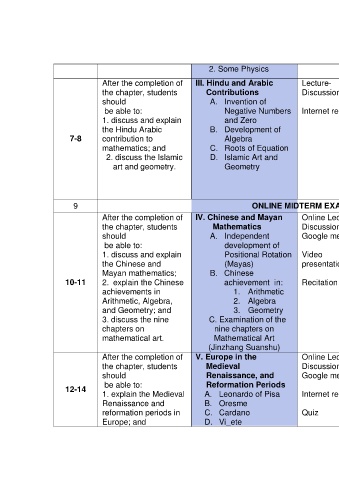 2. Some Physics
7-8
After the completion of
the chapter, students
should
be able to:
1. discuss and explain
the Hindu Arabic
contribution to
mathematics; and
2. discuss the Islamic
art and geometry.
III. Hindu and Arabic
Contributions
A. Invention of
Negative Numbers
and Zero
B. Development of
Algebra
C. Roots of Equation
D. Islamic Art and
Geometry
Lecture-
Discussion
Internet re
9
ONLINE MIDTERM EXA
10-11
After the completion of
the chapter, students
should
be able to:
1. discuss and explain
the Chinese and
Mayan mathematics;
2. explain the Chinese
achievements in
Arithmetic, Algebra,
and Geometry; and
3. discuss the nine
chapters on
mathematical art.
IV. Chinese and Mayan
Mathematics
A. Independent
development of
Positional Rotation
(Mayas)
B. Chinese
achievement in:
1. Arithmetic
2. Algebra
3. Geometry
C. Examination of the
nine chapters on
Mathematical Art
(Jinzhang Suanshu)
Online Lec
Discussion
Google me
Video
presentatio
Recitation
12-14
After the completion of
the chapter, students
should
be able to:
1. explain the Medieval
Renaissance and
reformation periods in
Europe; and
V. Europe in the
Medieval
Renaissance, and
Reformation Periods
A. Leonardo of Pisa
B. Oresme
C. Cardano
D. Vi_ete
Online Lec
Discussion
Google me
Internet re
Quiz